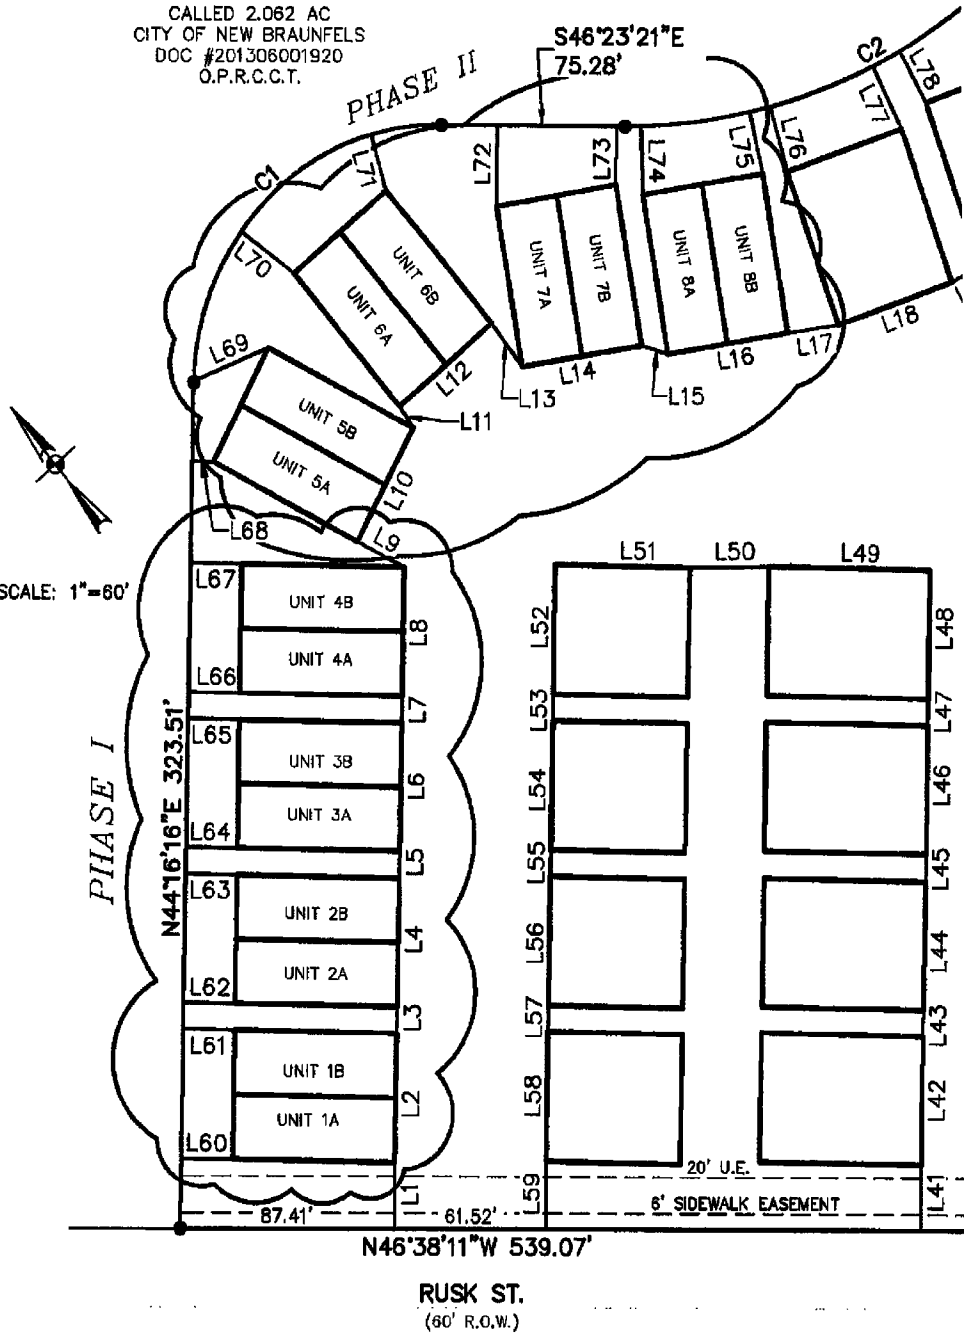 CALLED 2.062 AC
CITY OF NEW BRAUNFELS
DOC #201306001920
O.P.R.C.C.T.
S46°23'21"E
75.28'
PHASE II
C1
C2
L78
L77
L76
L75
L74
L73
L72
L71
L70
L69
UNIT 6B
UNIT 6A
UNIT 7A
UNIT 7B
UNIT 8A
UNIT 8B
L18
L17
L16
L15
L14
L13
L12
L11
UNIT 5B
UNIT 5A
L10
L9
L68
SCALE: 1"=60'
L67
UNIT 4B
L8
UNIT 4A
L66
L7
L65
UNIT 3B
L6
UNIT 3A
L64
L5
L63
UNIT 2B
L4
UNIT 2A
L62
L3
L61
UNIT 1B
L2
UNIT 1A
L60
L1
PHASE I
N44°16'16"E 323.51'
L51
L50
L49
L52
L48
L53
L47
L54
L46
L55
L45
L56
L44
L57
L43
L58
L42
L59
L41
20' U.E.
6' SIDEWALK EASEMENT
87.41'
61.52'
N46°38'11"W 539.07'
RUSK ST.
(60' R.O.W.)